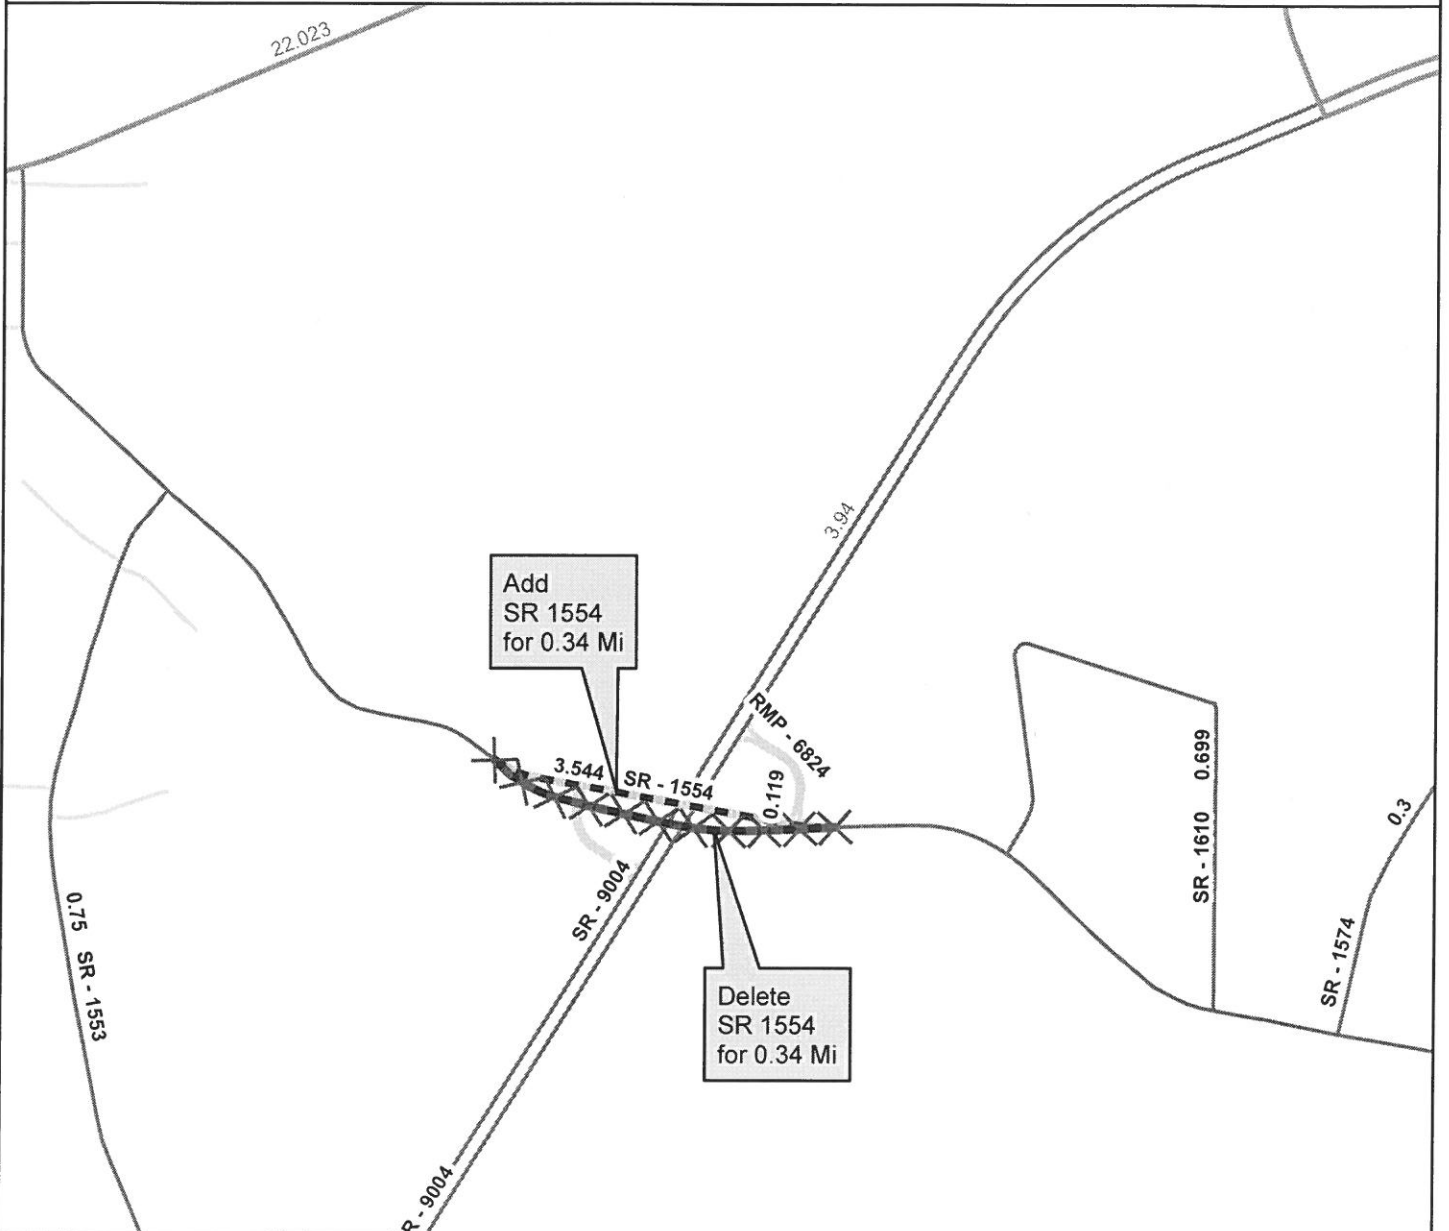 22.023
3.94
Add
SR 1554
for 0.34 Mi
RMP - 6824
3.544 SR - 1554
0.119
SR - 1610 0.699
0.3
SR - 9004
0.75 SR - 1553
SR - 1574
Delete
SR 1554
for 0.34 Mi
R - 9004